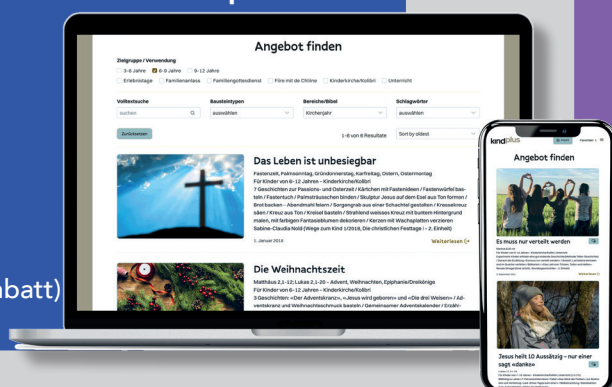 abatt)
Angebot finden
Zielgruppe / Verwendung
3-6 Jahre 6-9 Jahre 9-12 Jahre
Erlebnistage Familienanlass Familiengottesdienst Fiire mit de Chliine Kinderkirche/Kolibri Unterricht
Volltextsuche Bausteintypen Bereiche/Bibel Schlagwörter
suchen auswählen Kirchenjahr auswählen
Zurücksetzen 1-6 von 6 Resultate Sort by oldest
Das Leben ist unbesiegbar
Fastenzeit, Palmsonntag, Gründonnerstag, Karfreitag, Ostern, Ostermontag
Für Kinder von 6-12 Jahren – Kinderkirche/Kolibri
7 Geschichten zur Passions- und Osterzeit / Kärtchen mit Fastenideen / Fastenwürfel bas-
teln / Fastentuch / Palmsträusschen binden / Skulptur Jesus auf dem Esel aus Ton formen /
Brot backen – Abendmahl feiern / Sorgengrab aus einer Schachtel gestalten / Kressekreuz
säen / Kreuz aus Ton / Kreisel basteln / Strahlend weisses Kreuz mit buntem Hintergrund
malen, mit farbigen Fantasieblumen dekorieren / Kerzen mit Wachsplatten verzieren
Sabine-Claudia Nold (Wege zum Kind 1/2018, Die christlichen Festtage I - 2. Einheit)
1. Januar 2018 Weiterlesen
Die Weihnachtszeit
Matthäus 2,1-12; Lukas 2,1-20 – Advent, Weihnachten, Epiphanie/Dreikönige
Für Kinder von 6-12 Jahren – Kinderkirche/Kolibri
3 Geschichten: «Der Adventskranz», «Jesus wird geboren» und «Die drei Weisen» / Ad-
ventskranz und Weihnachtsschmuck basteln / Gemeinsamer Adventskalender / Erzähl-
kindplus
Angebot finden
Es muss nur verteilt werden
Weiterlesen
Jesus heilt 10 Aussätzig – nur einer
sagt «danke»